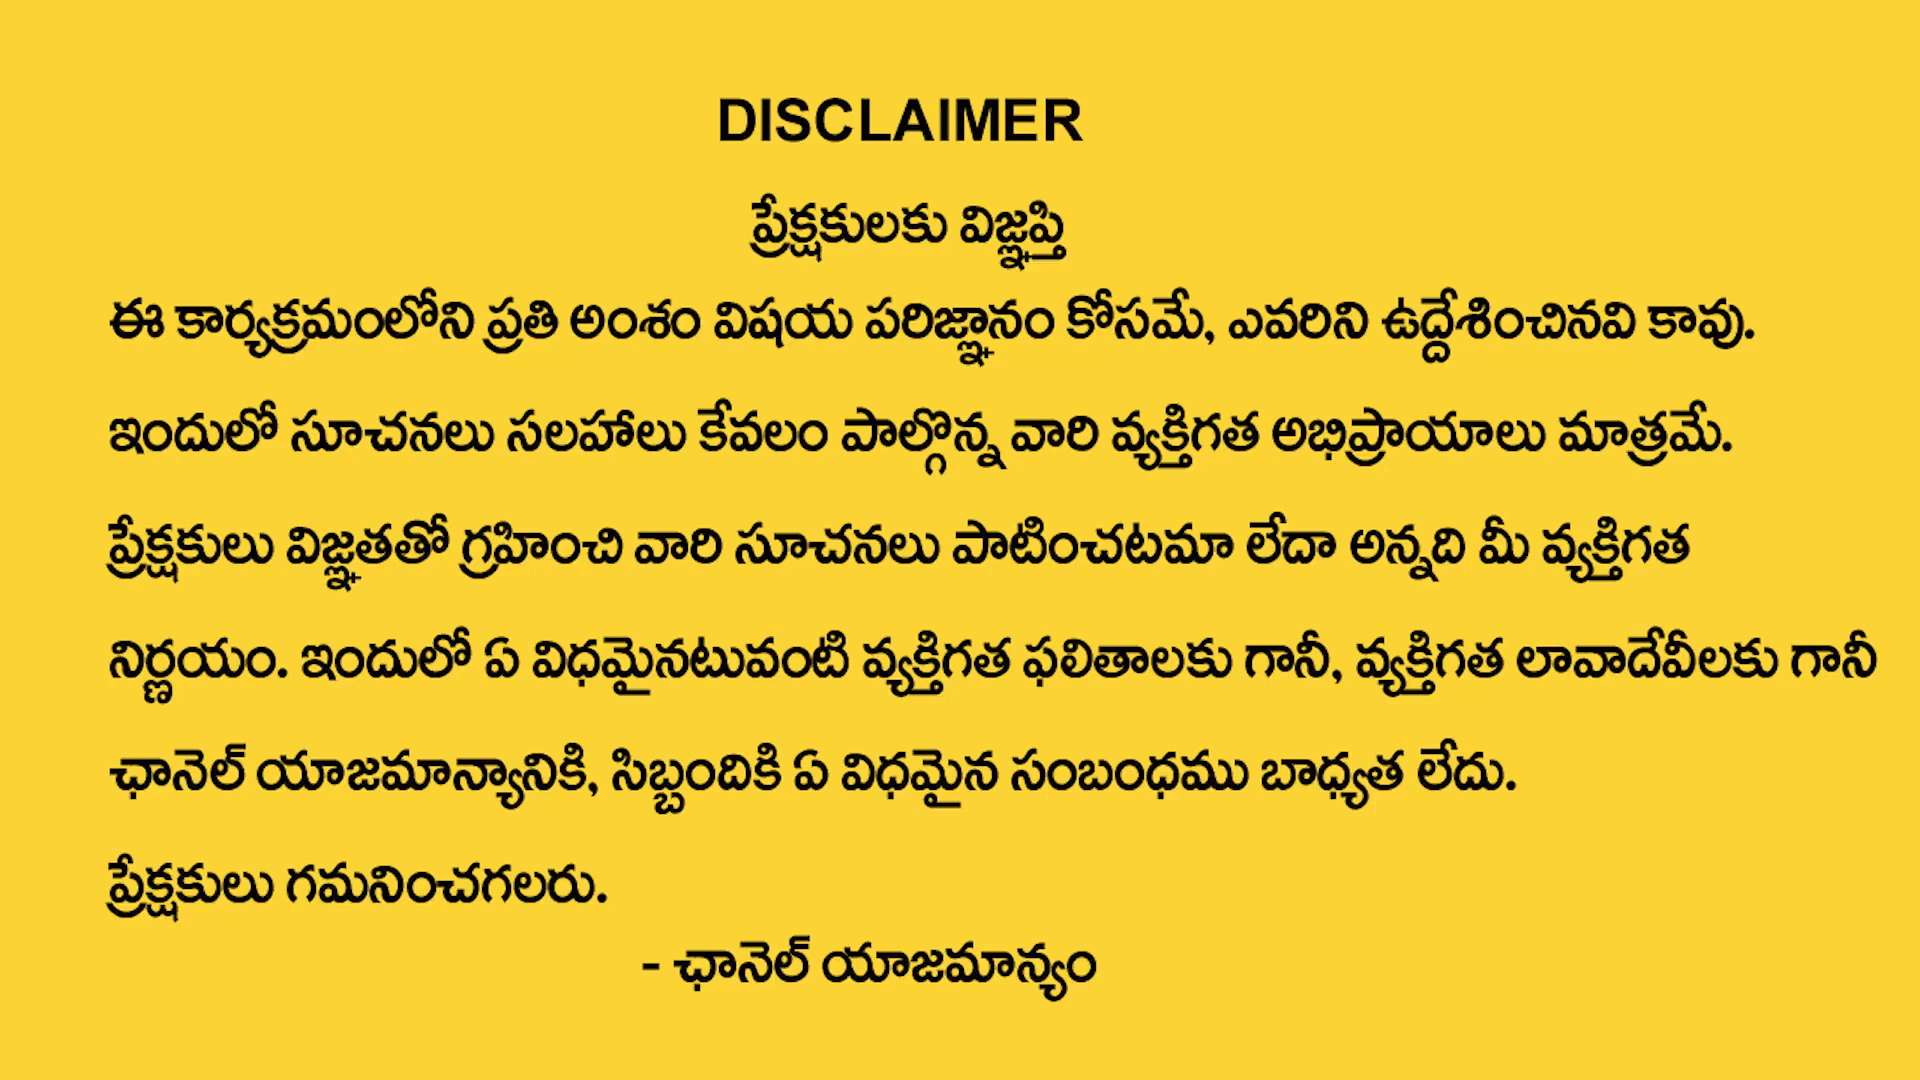 DISCLAIMER
ప్రేక్షకులకు విజ్ఞప్తి
ఈ కార్యక్రమంలోని ప్రతి అంశం విషయ పరిజ్ఞానం కోసమే, ఎవరిని ఉద్దేశించినవి కావు.
ఇందులో సూచనలు సలహాలు కేవలం పాల్గొన్న వారి వ్యక్తిగత అభిప్రాయాలు మాత్రమే.
ప్రేక్షకులు విజ్ఞతతో గ్రహించి వారి సూచనలు పాటించటమా లేదా అన్నది మీ వ్యక్తిగత
నిర్ణయం. ఇందులో ఏ విధమైనటువంటి వ్యక్తిగత ఫలితాలకు గానీ, వ్యక్తిగత లావాదేవీలకు గానీ
ఛానెల్ యాజమాన్యానికి, సిబ్బందికి ఏ విధమైన సంబంధము బాధ్యత లేదు.
ప్రేక్షకులు గమనించగలరు.
- ఛానెల్ యాజమాన్యం